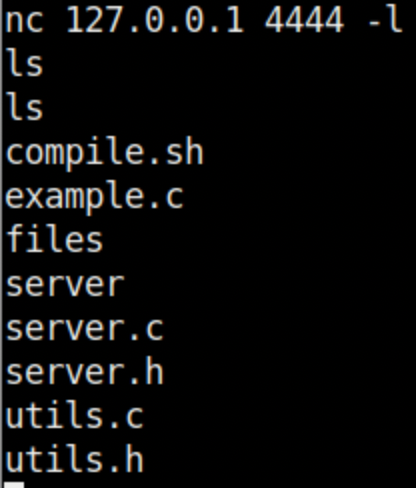 nc 127.0.0.1 4444 -l
ls
ls
compile.sh
example.c
files
server
server.c
server.h
utils.c
utils.h